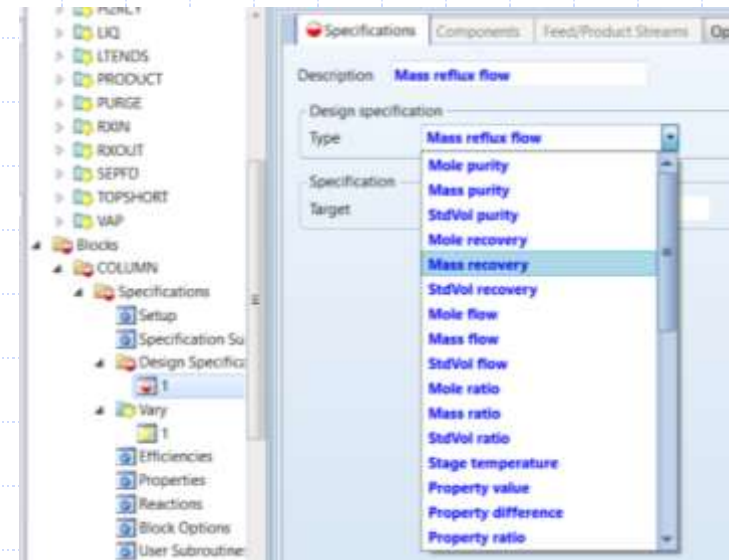 H2RCY
LIQ
LTENDS
PRODUCT
PURGE
RXIN
RXOUT
SEPFD
TOPSHORT
VAP
Blocks
COLUMN
Specifications
Setup
Specification Su
Design Specifica
1
Vary
1
Efficiencies
Properties
Reactions
Block Options
User Subroutine
Specifications Components Feed/Product Streams Op
Description Mass reflux flow
Design specification
Type Mass reflux flow
Specification
Target
Mole purity
Mass purity
StdVol purity
Mole recovery
Mass recovery
StdVol recovery
Mole flow
Mass flow
StdVol flow
Mole ratio
Mass ratio
StdVol ratio
Stage temperature
Property value
Property difference
Property ratio